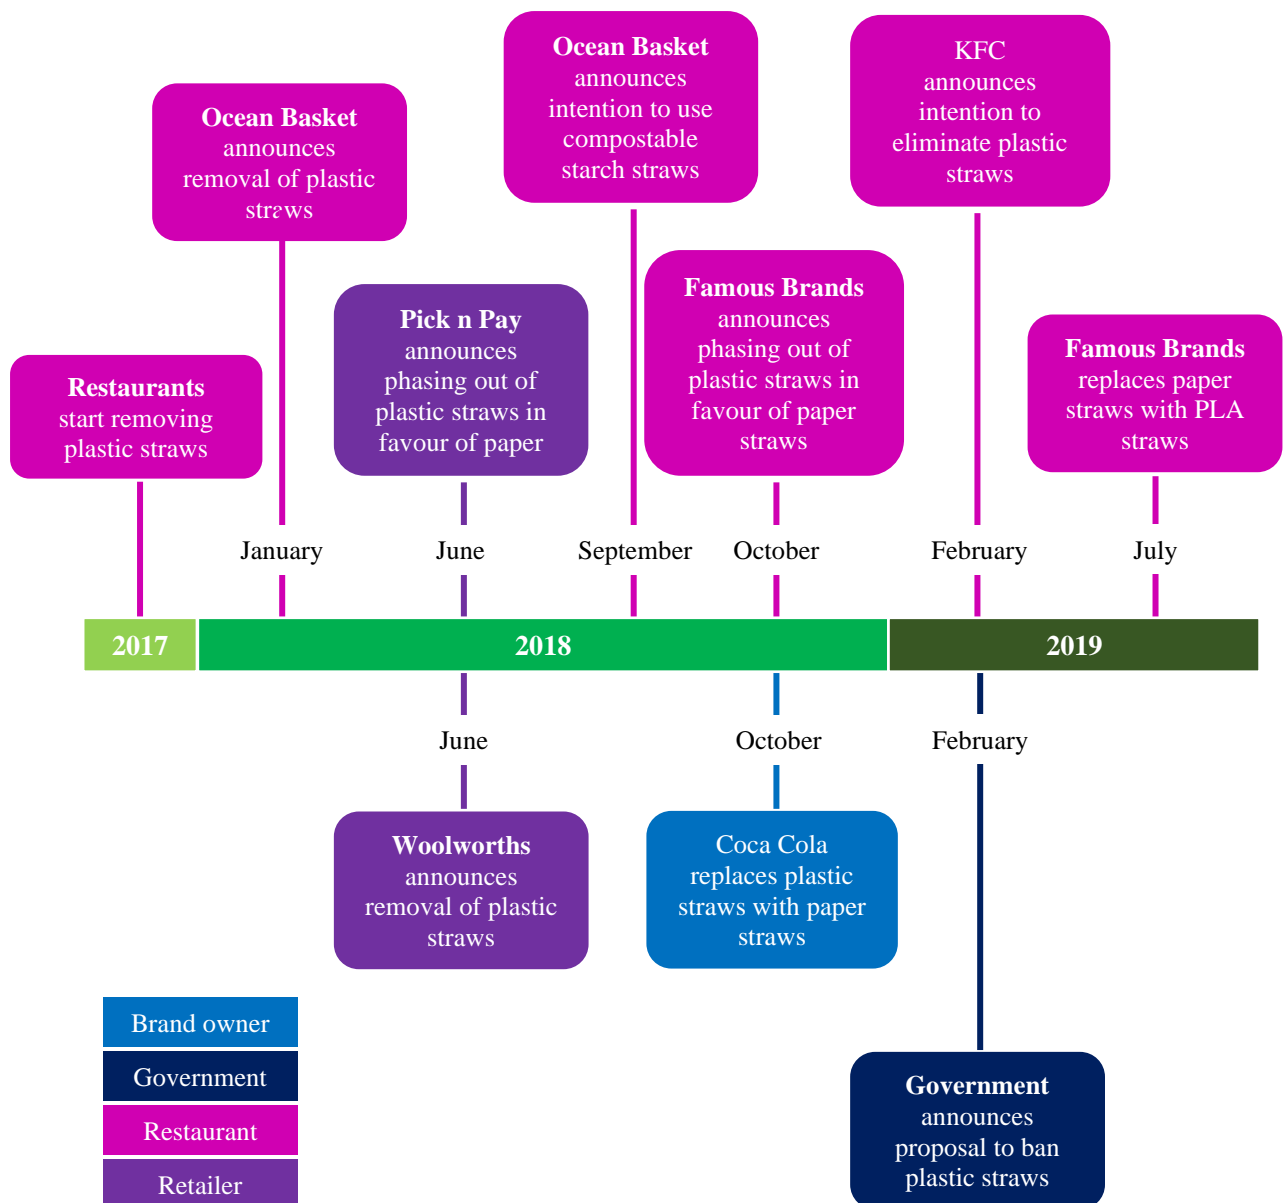 Ocean Basket
announces
removal of plastic
straws
Ocean Basket
announces
intention to use
compostable
starch straws
KFC
announces
intention to
eliminate plastic
straws
Restaurants
start removing
plastic straws
Pick n Pay
announces
phasing out of
plastic straws in
favour of paper
Famous Brands
announces
phasing out of
plastic straws in
favour of paper
straws
Famous Brands
replaces paper
straws with PLA
straws
January
June
September
October
February
July
2017
2018
2019
June
October
February
Woolworths
announces
removal of plastic
straws
Coca Cola
replaces plastic
straws with paper
straws
Government
announces
proposal to ban
plastic straws
Brand owner
Government
Restaurant
Retailer